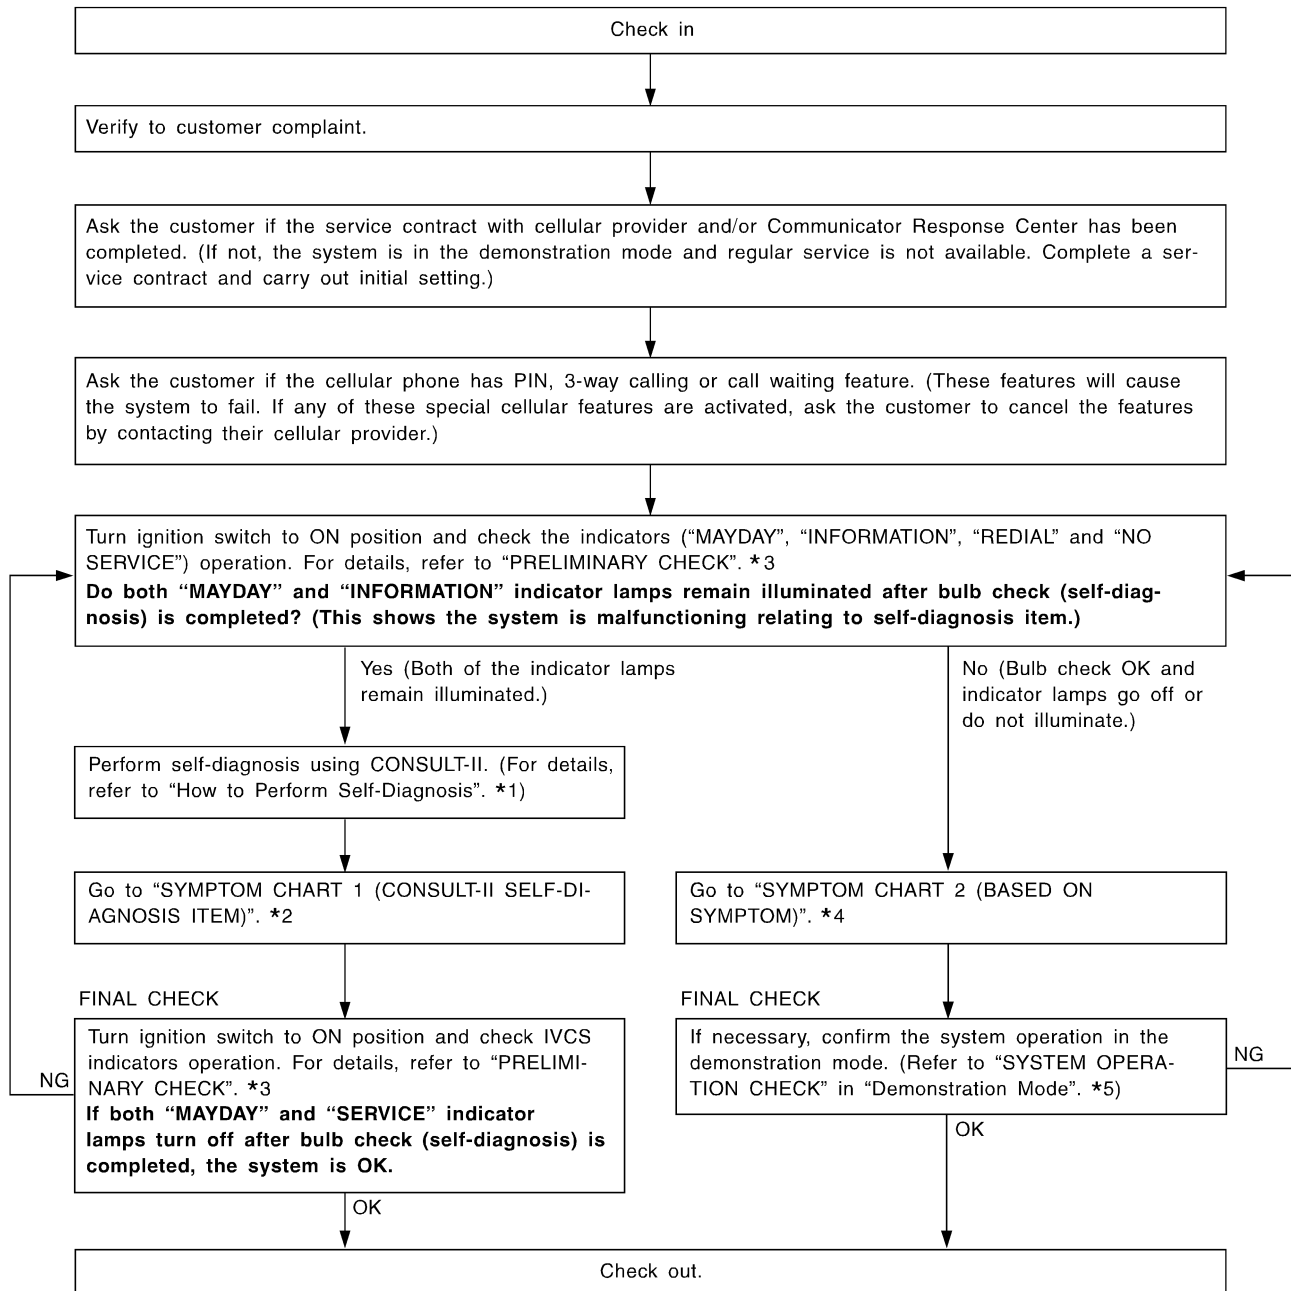 Check in
Verify to customer complaint.
Ask the customer if the service contract with cellular provider and/or Communicator Response Center has been
completed. (If not, the system is in the demonstration mode and regular service is not available. Complete a ser-
vice contract and carry out initial setting.)
Ask the customer if the cellular phone has PIN, 3-way calling or call waiting feature. (These features will cause
the system to fail. If any of these special cellular features are activated, ask the customer to cancel the features
by contacting their cellular provider.)
Turn ignition switch to ON position and check the indicators (“MAYDAY”, “INFORMATION”, “REDIAL” and “NO
SERVICE”) operation. For details, refer to “PRELIMINARY CHECK”. *3
Do both “MAYDAY” and “INFORMATION” indicator lamps remain illuminated after bulb check (self-diag-
nosis) is completed? (This shows the system is malfunctioning relating to self-diagnosis item.)
Yes (Both of the indicator lamps
remain illuminated.)
No (Bulb check OK and
indicator lamps go off or
do not illuminate.)
Perform self-diagnosis using CONSULT-II. (For details,
refer to “How to Perform Self-Diagnosis”. *1)
Go to “SYMPTOM CHART 1 (CONSULT-II SELF-DI-
AGNOSIS ITEM)”. *2
Go to “SYMPTOM CHART 2 (BASED ON
SYMPTOM)”. *4
FINAL CHECK
Turn ignition switch to ON position and check IVCS
indicators operation. For details, refer to “PRELIMI-
NARY CHECK”. *3
If both “MAYDAY” and “SERVICE” indicator
lamps turn off after bulb check (self-diagnosis) is
completed, the system is OK.
NG
OK
FINAL CHECK
If necessary, confirm the system operation in the
demonstration mode. (Refer to “SYSTEM OPERA-
TION CHECK” in “Demonstration Mode”. *5)
NG
OK
Check out.